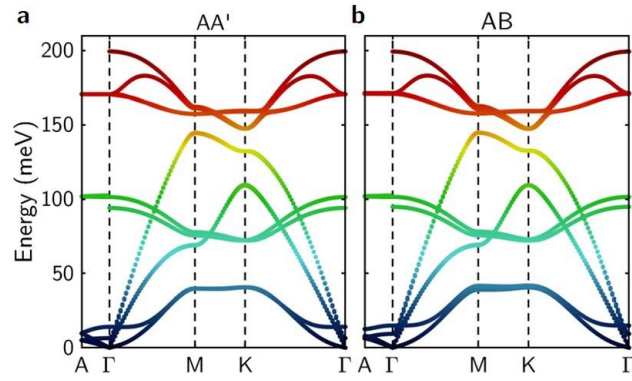 a AA' b AB
200
150
100
50
0
Energy (meV)
A Γ M K Γ A Γ M K Γ